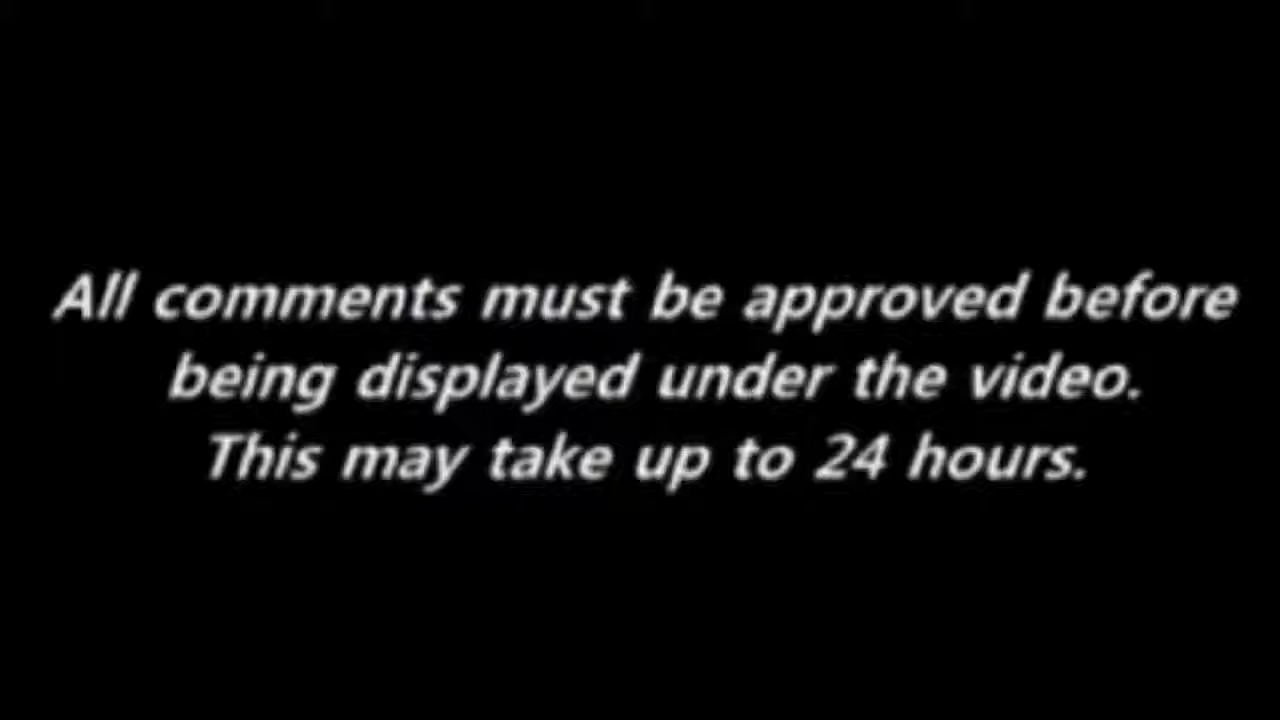 All comments must be approved before
being displayed under the video.
This may take up to 24 hours.